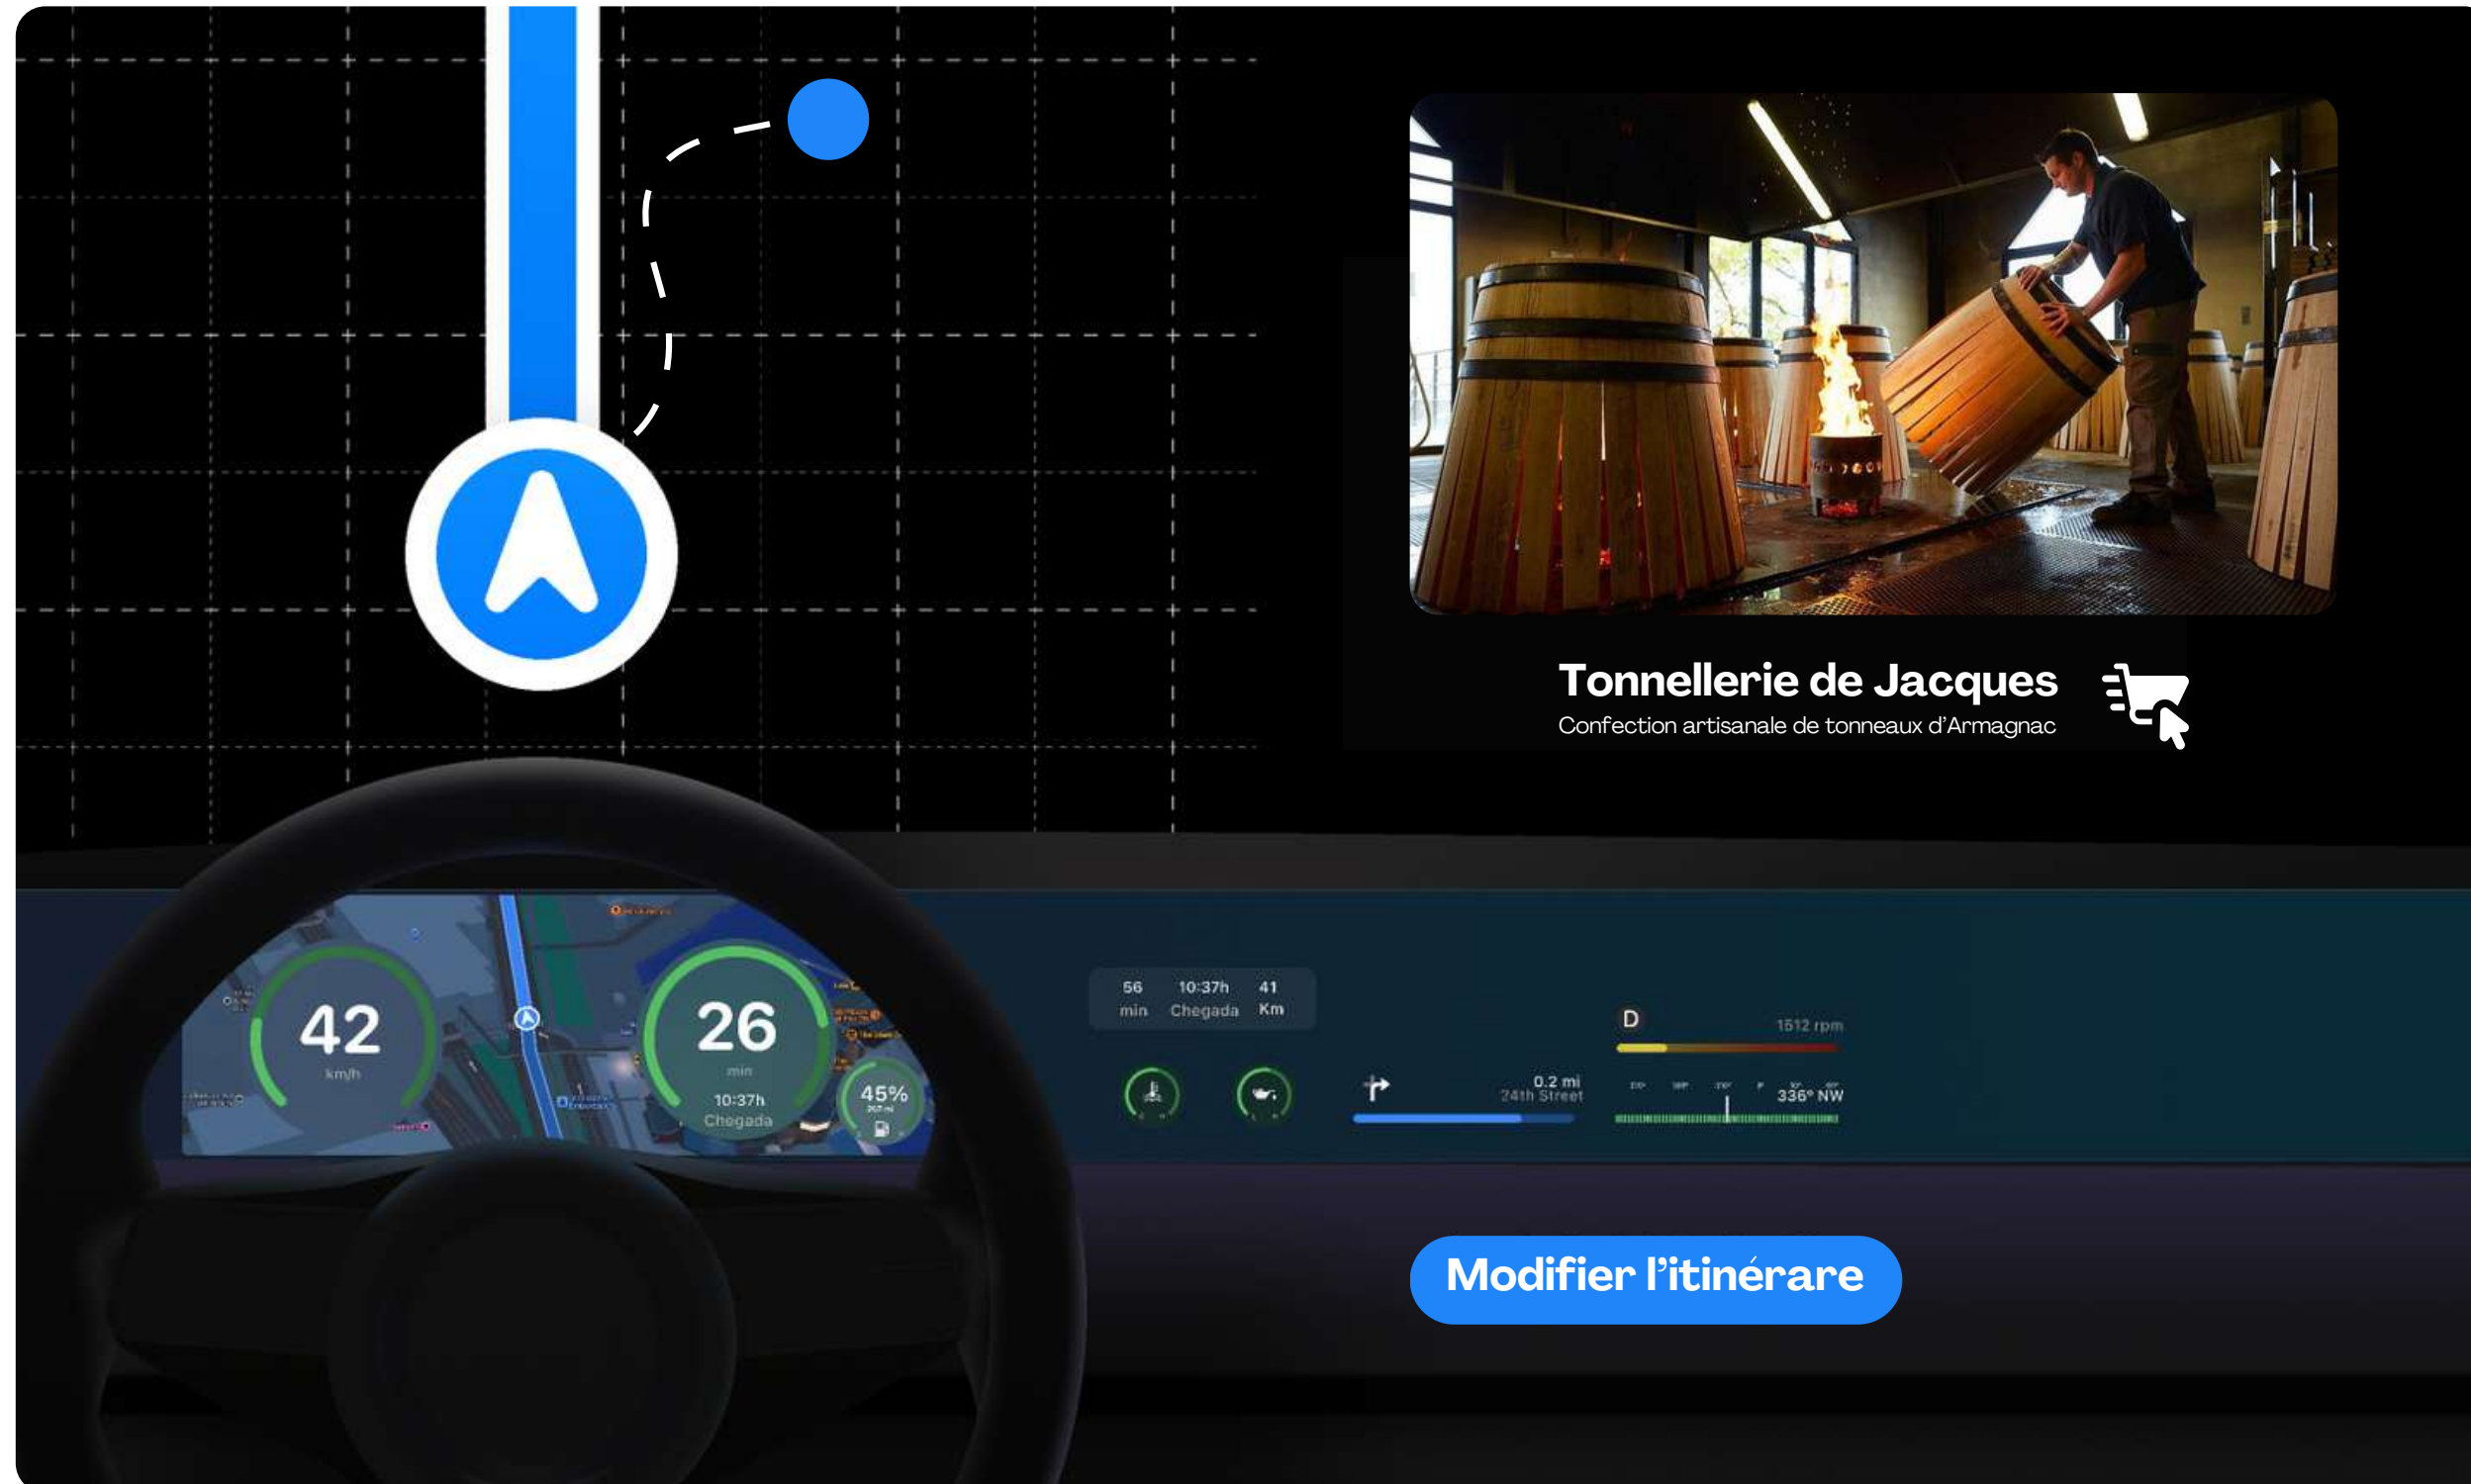 Tonnellerie de Jacques
Confection artisanale de tonneaux d'Armagnac
42
km/h
26
min
10:37h
Chegada
45%
56 10:37h 41
min Chegada Km
0.2 mi
24th Street
D
1512 rpm
336° NW
Modifier l'itinérare